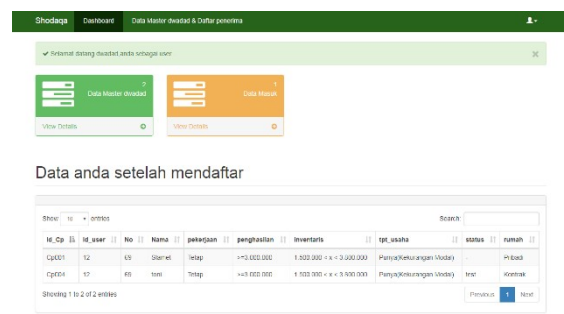 Shodaqa Dashboard Data Master dwadad & Daftar penerima
Selamat datang dwadad anda sebagai user
2
Data Master dwadad
View Details
1
Data Masuk
View Details
Data anda setelah mendaftar
Show 10 entries Search:
Id_Cp Id_user No Nama pekerjaan penghasilan Inventaris tpt_usaha status rumah
Cp001 12 69 Slamet Tetap >=3.000.000 1.500.000 < x < 3.500.000 Punya(Kekurangan Modal) - Pribadi
Cp004 12 69 toni Tetap >=3.000.000 1.500.000 < x < 3.500.000 Punya(Kekurangan Modal) test Kontrak
Showing 1 to 2 of 2 entries Previous 1 Next